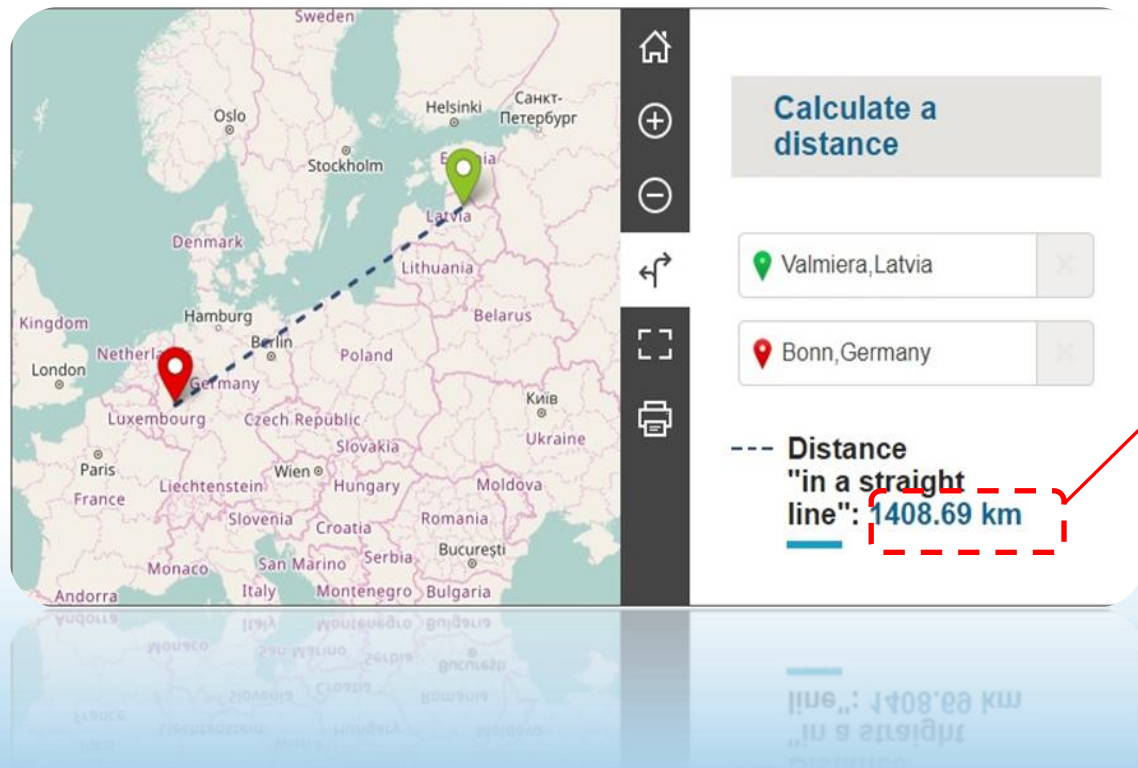 Sweden
Oslo
Helsinki
Санкт-
Петербург
Stockholm
Latvia
Denmark
Lithuania
Kingdom
Hamburg
Belarus
Berlin
London
Poland
Germany
Київ
Luxembourg
Czech Republic
Slovakia
Ukraine
Paris
Wien
France
Liechtenstein
Hungary
Moldova
Slovenia
Croatia
Romania
Monaco
San Marino
Serbia
București
Andorra
Italy
Montenegro
Bulgaria
Calculate a
distance
Valmiera,Latvia
Bonn,Germany
Distance
"in a straight
line": 1408.69 km